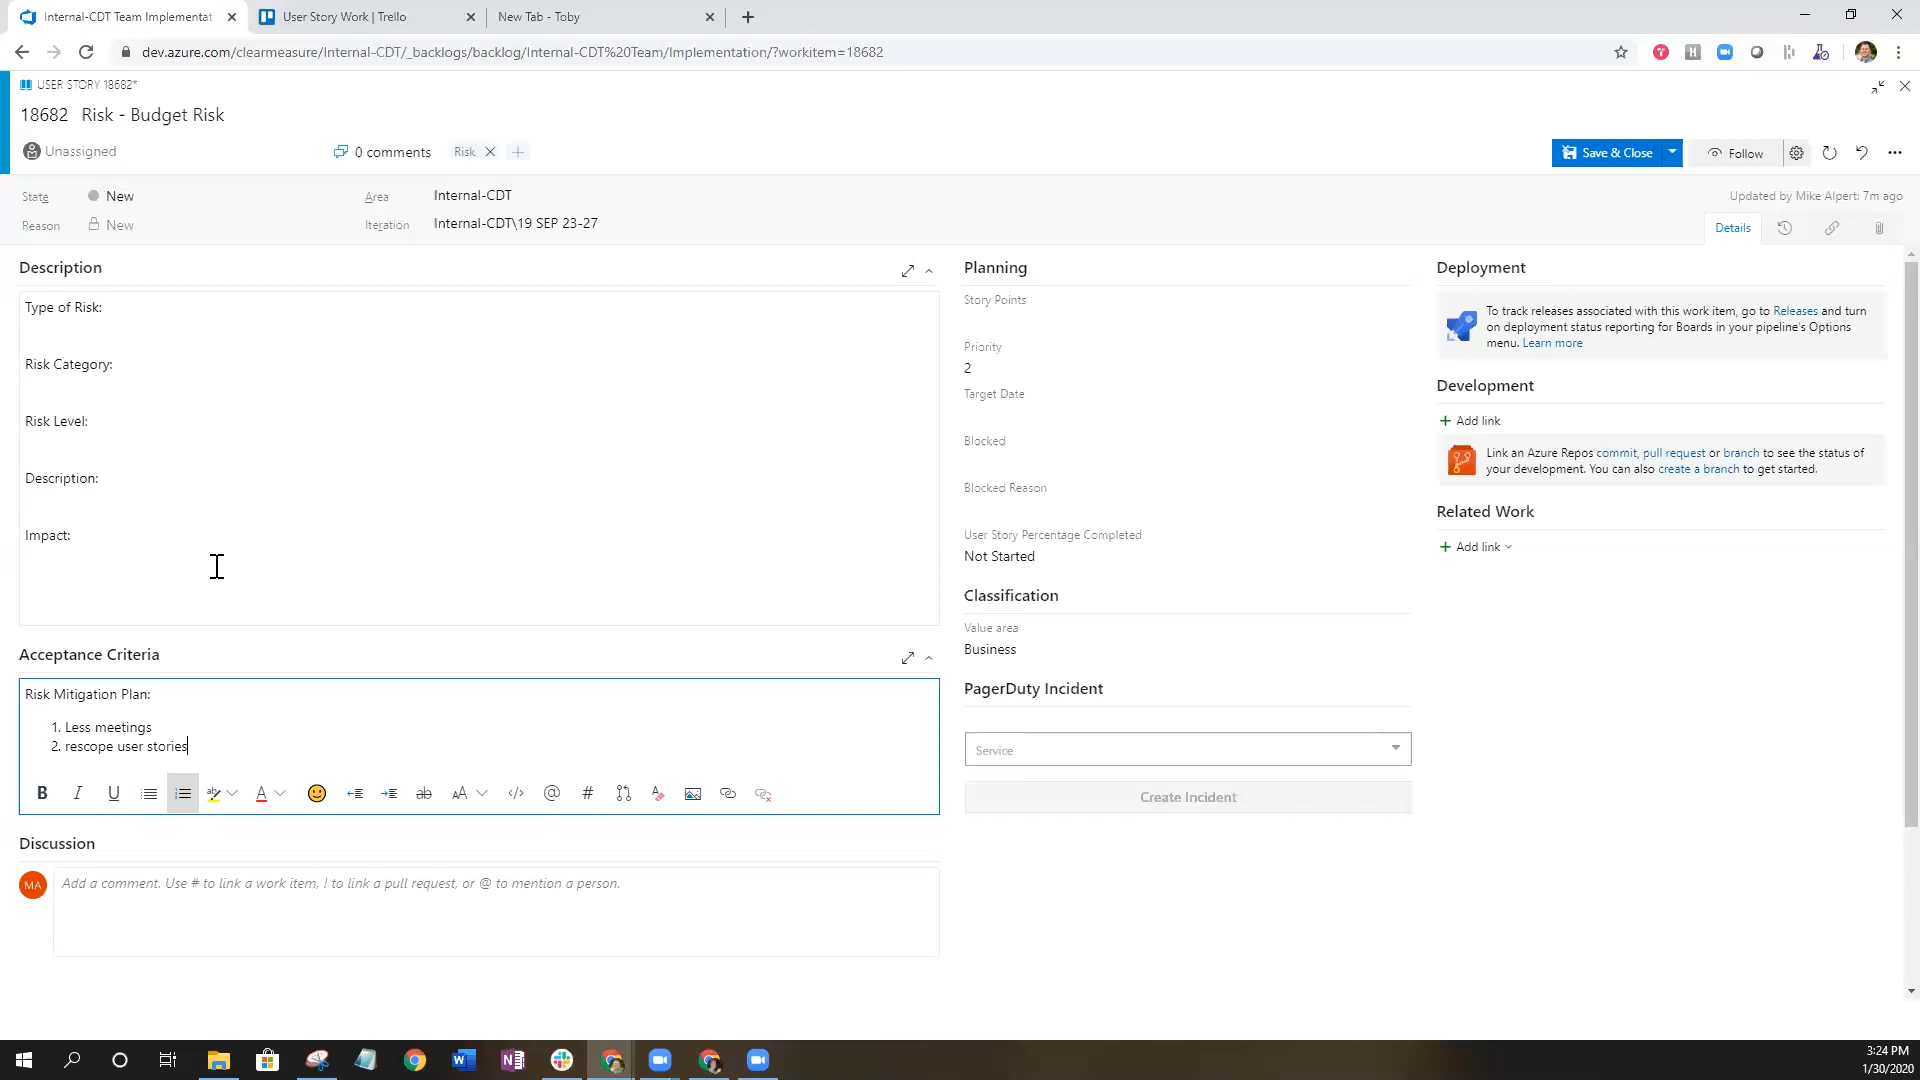 Internal-CDT Team Implementat
User Story Work | Trello
New Tab - Toby
dev.azure.com/clearmeasure/Internal-CDT/_backlogs/backlog/Internal-CDT%20Team/Implementation/?workitem=18682
USER STORY 18682*
18682 Risk - Budget Risk
Unassigned
0 comments
Risk
Save & Close
Follow
State
New
Area
Internal-CDT
Updated by Mike Alpert: 7m ago
Reason
New
Iteration
Internal-CDT\19 SEP 23-27
Details
Description
Type of Risk:
Risk Category:
Risk Level:
Description:
Impact:
Acceptance Criteria
Risk Mitigation Plan:
1. Less meetings
2. rescope user stories
B I U
Discussion
MA
Add a comment. Use # to link a work item, ! to link a pull request, or @ to mention a person.
Planning
Story Points
Priority
2
Target Date
Blocked
Blocked Reason
User Story Percentage Completed
Not Started
Classification
Value area
Business
PagerDuty Incident
Service
Create Incident
Deployment
To track releases associated with this work item, go to Releases and turn
on deployment status reporting for Boards in your pipeline's Options
menu. Learn more
Development
+ Add link
Link an Azure Repos commit, pull request or branch to see the status of
your development. You can also create a branch to get started.
Related Work
+ Add link
3:24 PM
1/30/2020